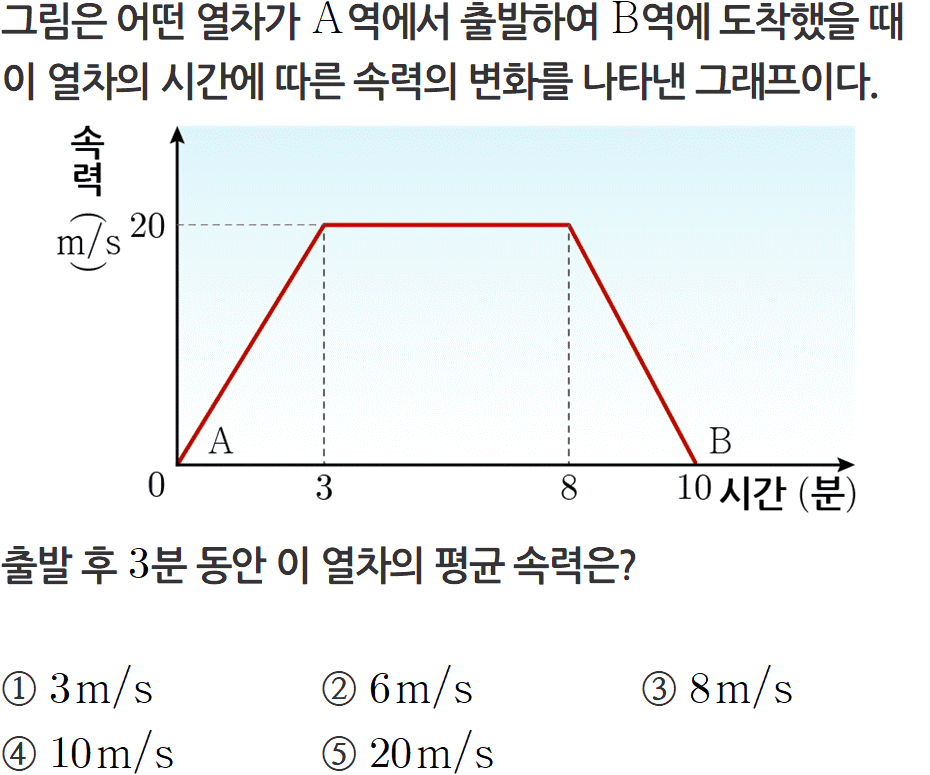 그림은 어떤 열차가 A역에서 출발하여 B역에 도착했을 때
이 열차의 시간에 따른 속력의 변화를 나타낸 그래프이다.
속력
(m/s)
20
A
B
0
3
8
10
시간 (분)
출발 후 3분 동안 이 열차의 평균 속력은?
① 3m/s ② 6m/s ③ 8m/s
④ 10m/s ⑤ 20m/s